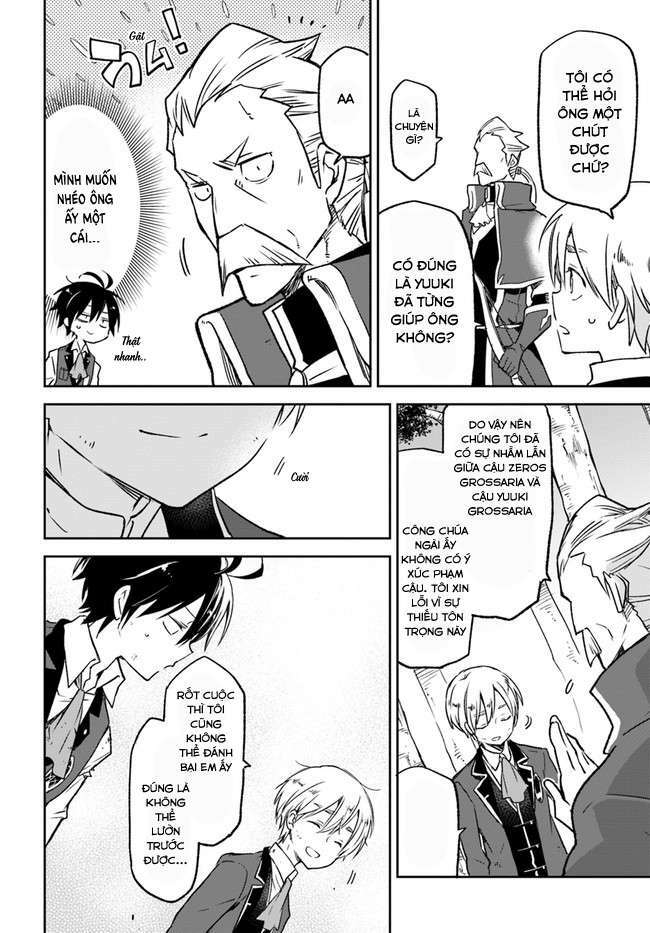 TÔI CÓ
THỂ HỎI
ÔNG MỘT
CHÚT
ĐƯỢC
CHỨ?
LÀ
CHUYỆN
GÌ?
CÓ ĐÚNG
LÀ YUUKI
ĐÃ TỪNG
GIÚP ÔNG
KHÔNG?
AA
Gật
MÌNH MUỐN
NHÉO ÔNG
ẤY MỘT
CÁI...
Thật
nhanh..
DO VẬY NÊN
CHÚNG TÔI ĐÃ
CÓ SỰ NHẦM LẪN
GIỮA CẬU ZEROS
GROSSARIA VÀ
CẬU YUUKI
GROSSARIA
CÔNG CHÚA
NGÀI ẤY
KHÔNG CÓ Ý
XÚC PHẠM
CẬU. TÔI XIN
LỖI VÌ SỰ
THIẾU TÔN
TRỌNG NÀY
Cười
RỐT CUỘC
THÌ TÔI
CŨNG
KHÔNG
THỂ ĐÁNH
BẠI EM ẤY
ĐÚNG LÀ
KHÔNG
THỂ
LƯỜN
TRƯỚC
ĐƯỢC...